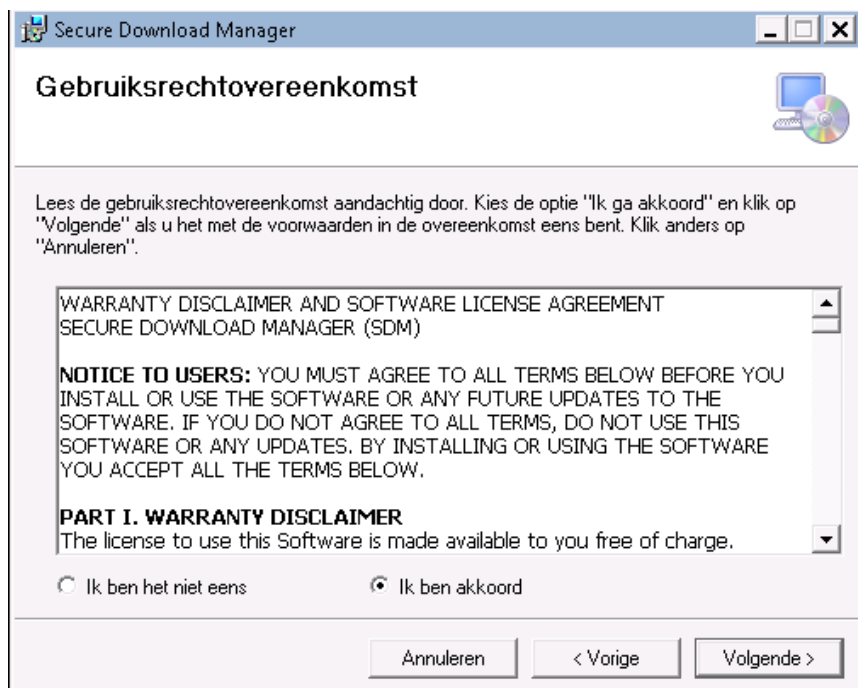 Secure Download Manager
Gebruiksrechtovereenkomst
Lees de gebruiksrechtovereenkomst aandachtig door. Kies de optie "Ik ga akkoord" en klik op
"Volgende" als u het met de voorwaarden in de overeenkomst eens bent. Klik anders op
"Annuleren".
WARRANTY DISCLAIMER AND SOFTWARE LICENSE AGREEMENT
SECURE DOWNLOAD MANAGER (SDM)
NOTICE TO USERS: YOU MUST AGREE TO ALL TERMS BELOW BEFORE YOU
INSTALL OR USE THE SOFTWARE OR ANY FUTURE UPDATES TO THE
SOFTWARE. IF YOU DO NOT AGREE TO ALL TERMS, DO NOT USE THIS
SOFTWARE OR ANY UPDATES. BY INSTALLING OR USING THE SOFTWARE
YOU ACCEPT ALL THE TERMS BELOW.
PART I. WARRANTY DISCLAIMER
The license to use this Software is made available to you free of charge.
Ik ben het niet eens
Ik ben akkoord
Annuleren
< Vorige
Volgende >